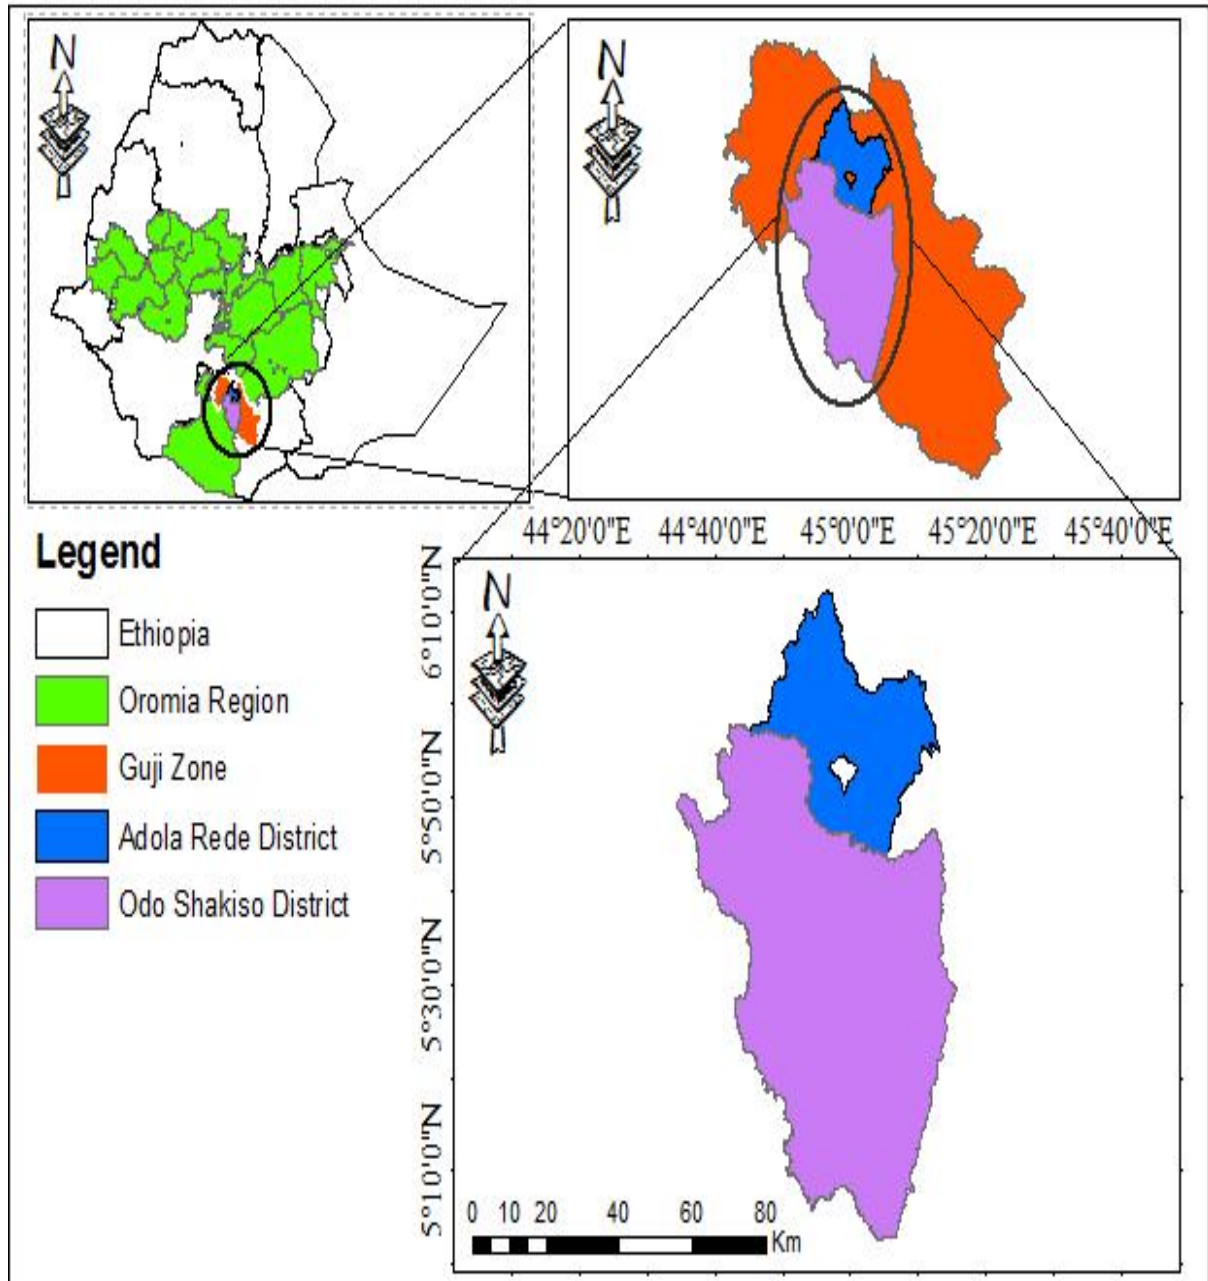 N
N
44°20'0"E 44°40'0"E 45°0'0"E 45°20'0"E 45°40'0"E
Legend
Ethiopia
Oromia Region
Guji Zone
Adola Rede District
Odo Shakiso District
N
6°10'0"N
5°50'0"N
5°30'0"N
5°10'0"N
0 10 20 40 60 80
Km